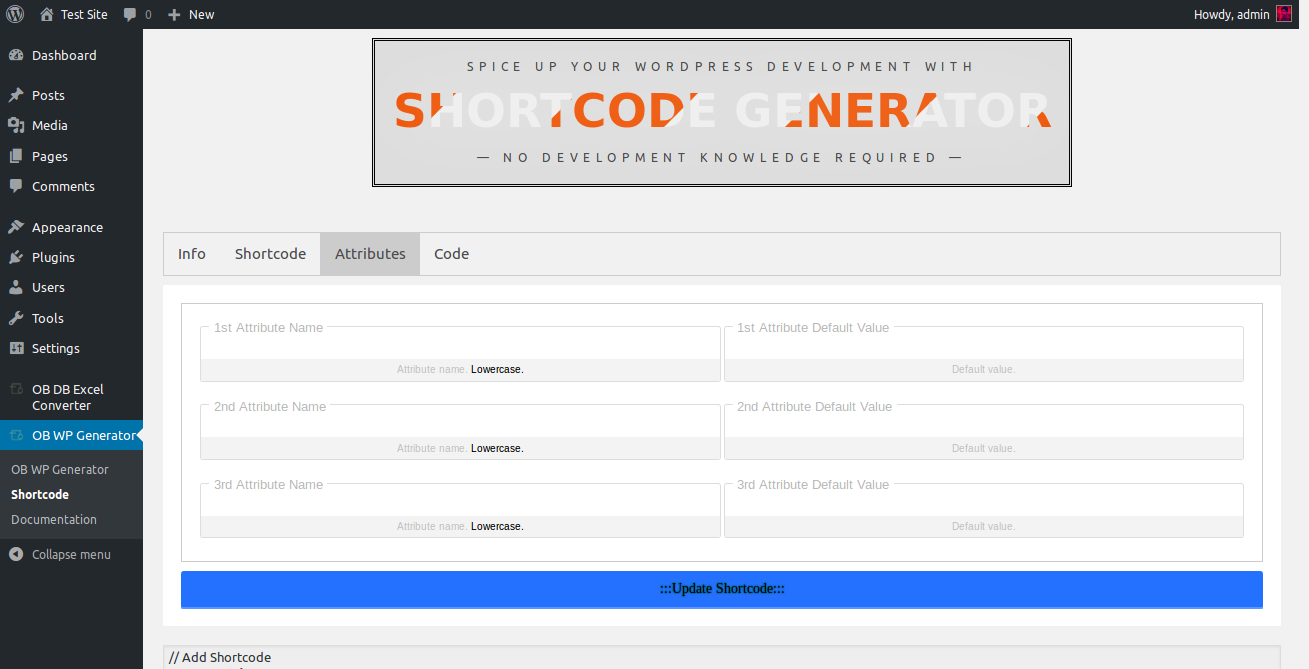 Test Site 0 New Howdy, admin
Dashboard
Posts
Media
Pages
Comments
Appearance
Plugins
Users
Tools
Settings
OB DB Excel
Converter
OB WP Generator
OB WP Generator
Shortcode
Documentation
Collapse menu
SPICE UP YOUR WORDPRESS DEVELOPMENT WITH
SHORTCODE GENERATOR
— NO DEVELOPMENT KNOWLEDGE REQUIRED —
Info Shortcode Attributes Code
1st Attribute Name 1st Attribute Default Value
Attribute name. Lowercase. Default value.
2nd Attribute Name 2nd Attribute Default Value
Attribute name. Lowercase. Default value.
3rd Attribute Name 3rd Attribute Default Value
Attribute name. Lowercase. Default value.
:::Update Shortcode:::
// Add Shortcode